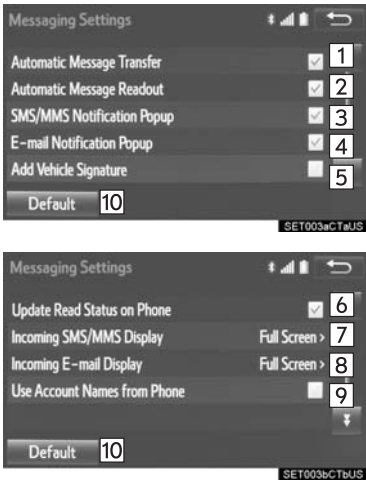 Messaging Settings
Automatic Message Transfer 1
Automatic Message Readout 2
SMS/MMS Notification Popup 3
E-mail Notification Popup 4
Add Vehicle Signature 5
Default 10
SET003aCTaUS
Messaging Settings
Update Read Status on Phone 6
Incoming SMS/MMS Display Full Screen > 7
Incoming E-mail Display Full Screen > 8
Use Account Names from Phone 9
Default 10
SET003bCTbUS